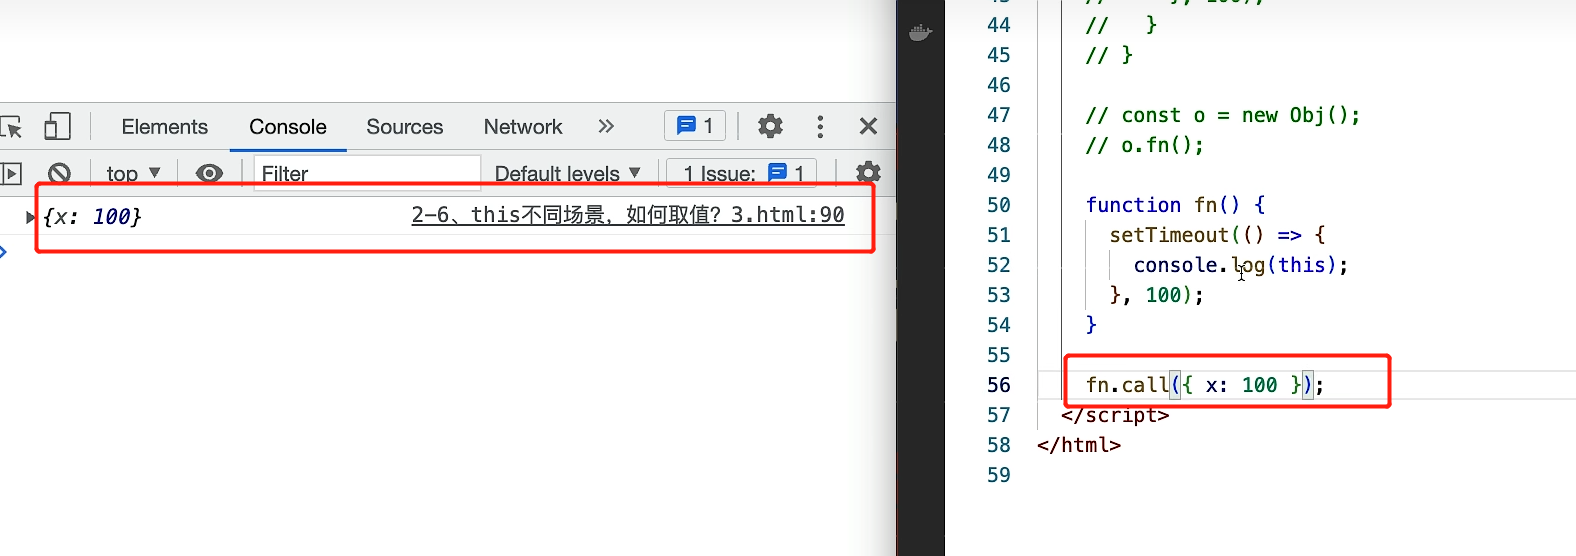 Elements Console Sources Network » 1
top ▼ Filter Default levels ▼ 1 Issue: 1
▶ {x: 100} 2-6、this不同场景，如何取值？3.html:90
44 //   }
45 // }
46
47 // const o = new Obj();
48 // o.fn();
49
50 function fn() {
51   setTimeout(() => {
52     console.log(this);
53   }, 100);
54 }
55
56 fn.call({ x: 100 });
57 </script>
58 </html>
59